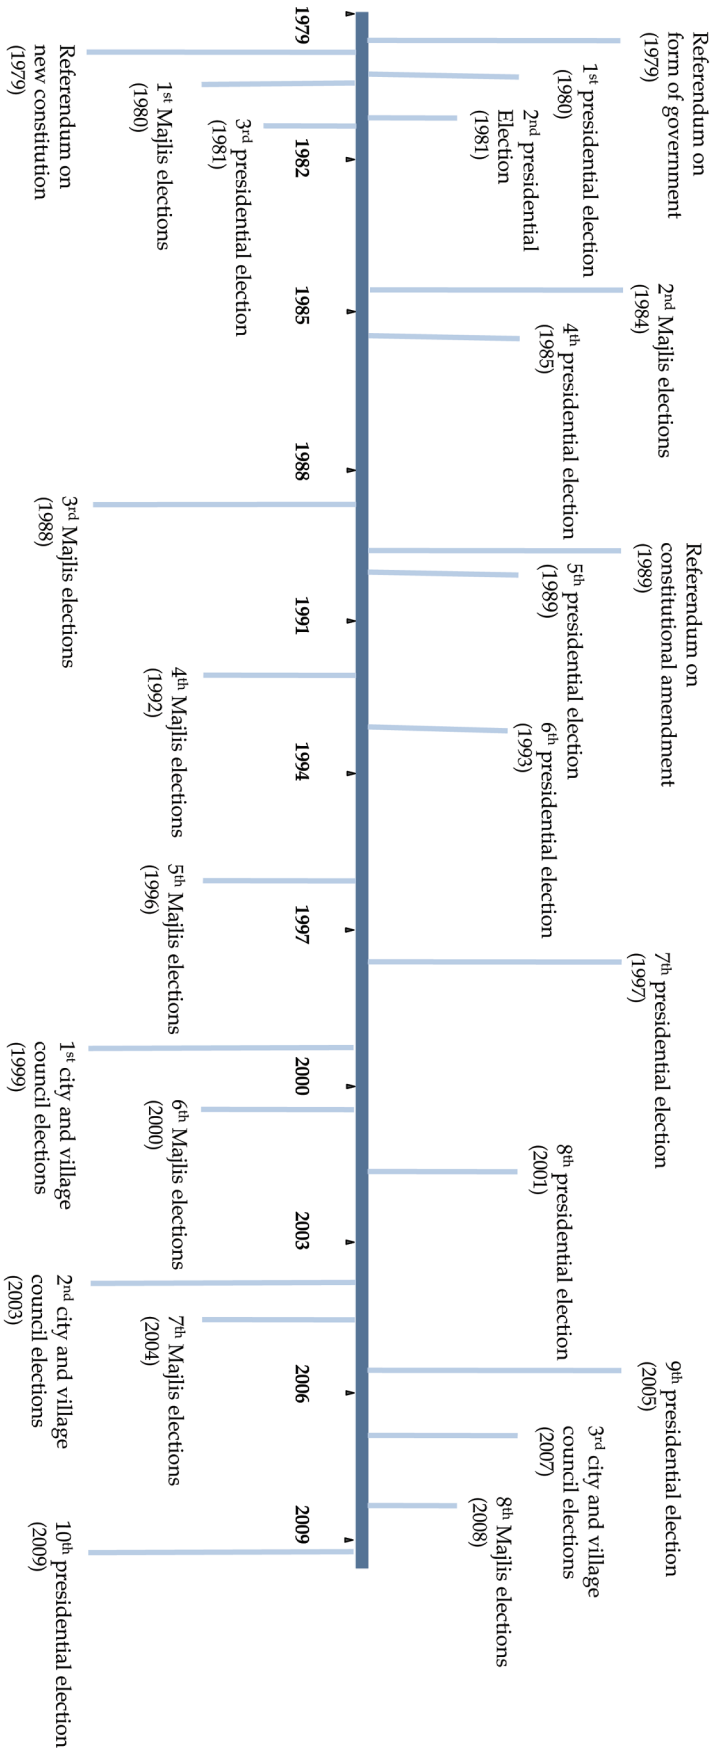 Referendum on
form of government
(1979)
1st presidential election
(1980)
2nd presidential
Election
(1981)
2nd Majlis elections
(1984)
4th presidential election
(1985)
Referendum on
constitutional amendment
(1989)
5th presidential election
(1989)
6th presidential election
(1993)
7th presidential election
(1997)
8th presidential election
(2001)
9th presidential election
(2005)
3rd city and village
council elections
(2007)
8th Majlis elections
(2008)
1979
1982
1985
1988
1991
1994
1997
2000
2003
2006
2009
Referendum on
new constitution
(1979)
1st Majlis elections
(1980)
3rd presidential election
(1981)
3rd Majlis elections
(1988)
4th Majlis elections
(1992)
5th Majlis elections
(1996)
1st city and village
council elections
(1999)
6th Majlis elections
(2000)
2nd city and village
council elections
(2003)
7th Majlis elections
(2004)
10th presidential election
(2009)